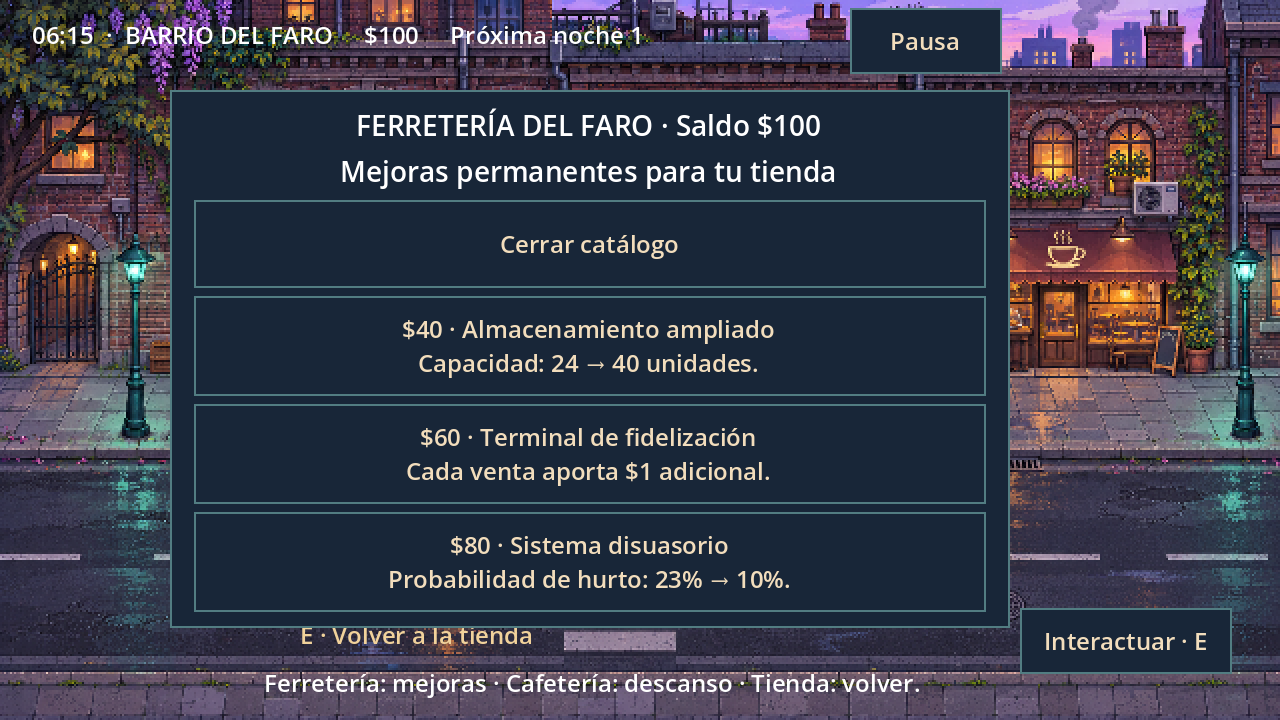 06:15 · BARRIO DEL FARO $100 Próxima noche 1
Pausa
FERRETERÍA DEL FARO · Saldo $100
Mejoras permanentes para tu tienda
Cerrar catálogo
$40 · Almacenamiento ampliado
Capacidad: 24 → 40 unidades.
$60 · Terminal de fidelización
Cada venta aporta $1 adicional.
$80 · Sistema disuasorio
Probabilidad de hurto: 23% → 10%.
E · Volver a la tienda
Interactuar · E
Ferretería: mejoras · Cafetería: descanso · Tienda: volver.